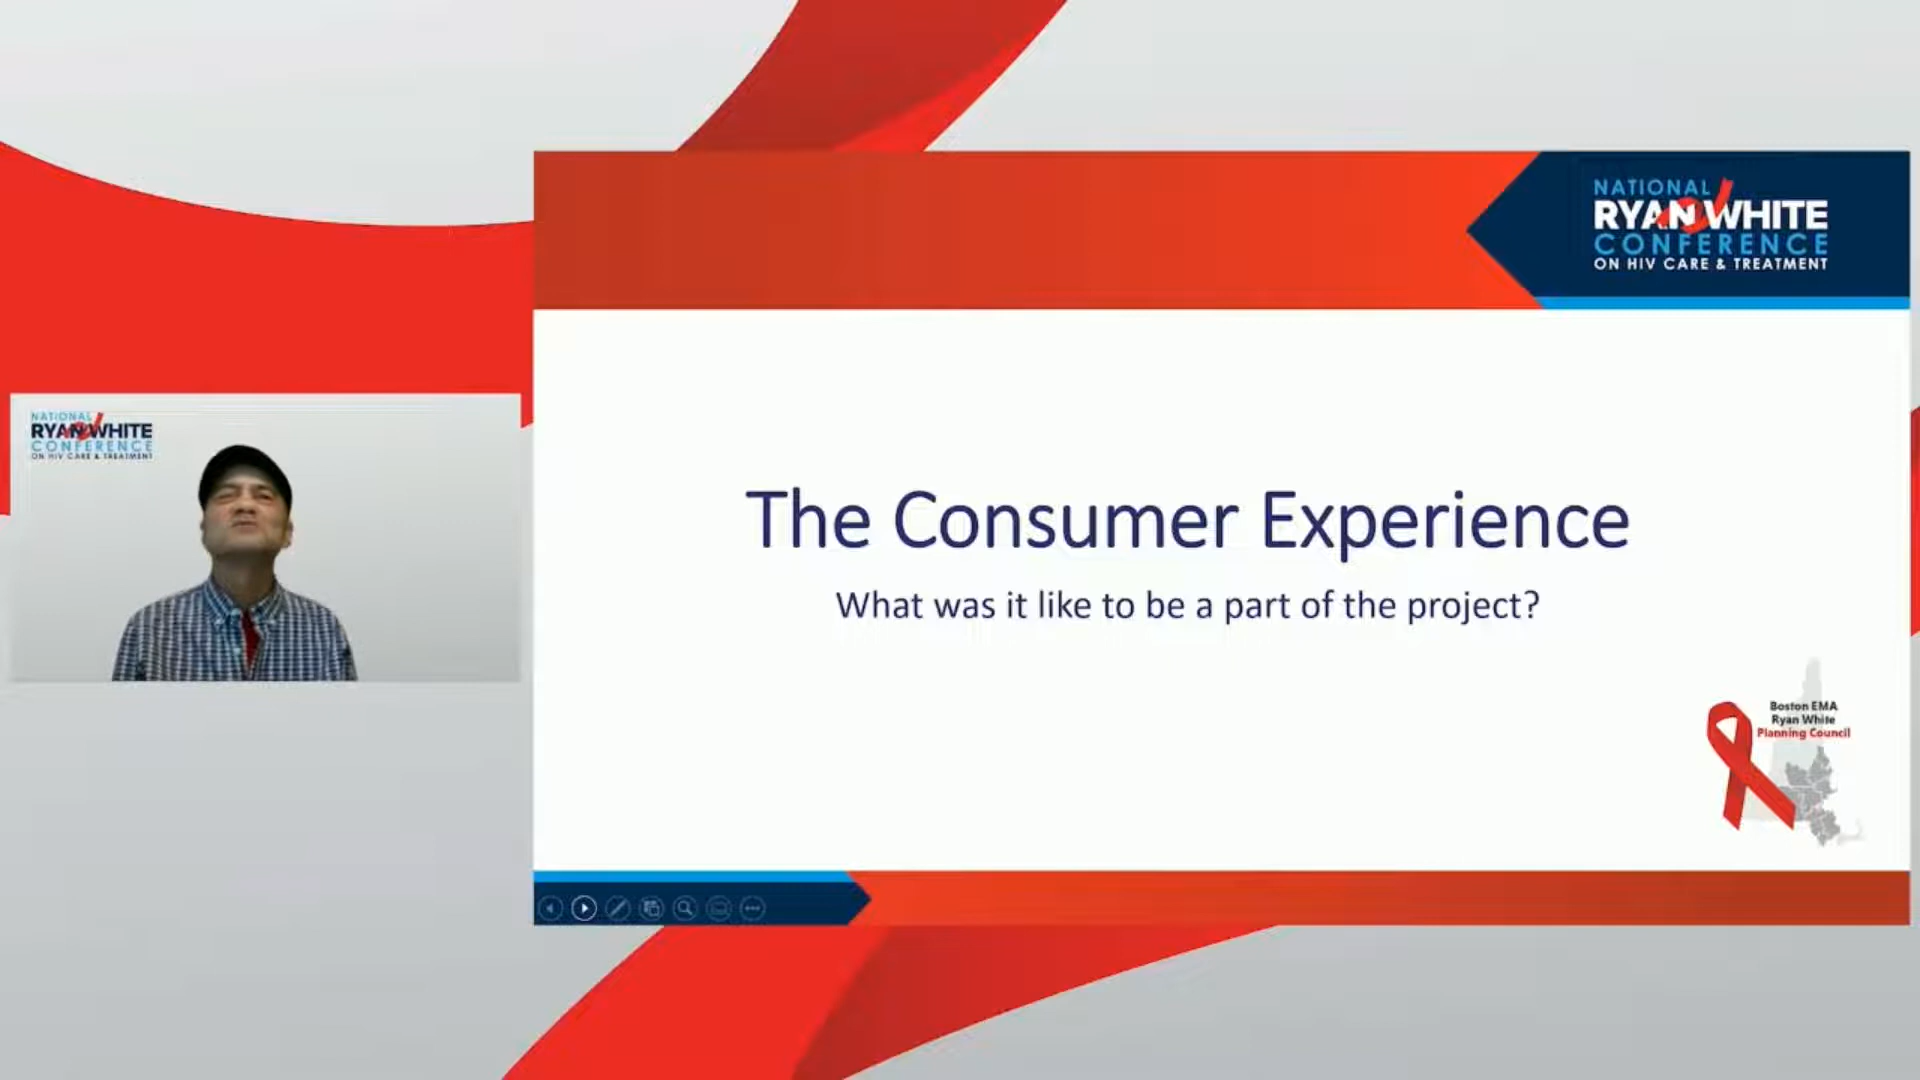 NATIONAL
RYAN WHITE
CONFERENCE
ON HIV CARE & TREATMENT
NATIONAL
RYAN WHITE
CONFERENCE
ON HIV CARE & TREATMENT
The Consumer Experience
What was it like to be a part of the project?
Boston EMA
Ryan White
Planning Council